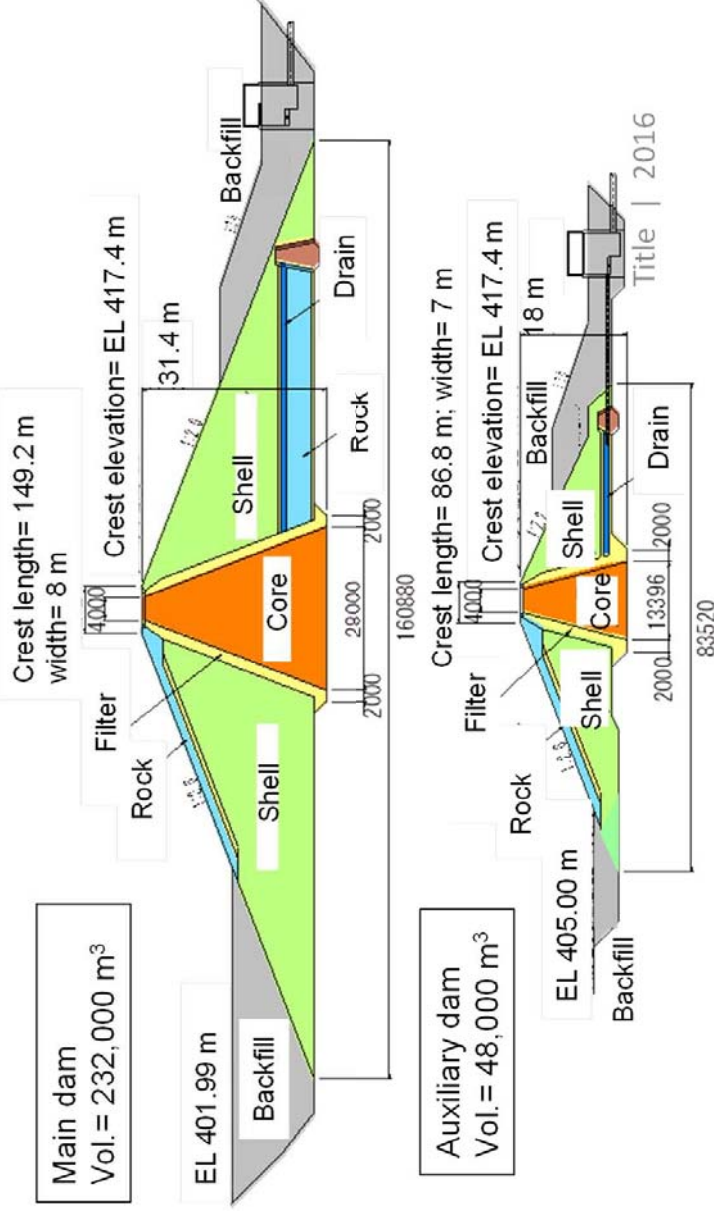 Main dam
Vol.= 232,000 m³
Crest length= 149.2 m
width= 8 m
4000
Crest elevation= EL 417.4 m
31.4 m
Filter
Rock
EL 401.99 m
Backfill
Backfill
Shell
Shell
Core
Rock
Drain
2000
28000
2000
160880
Auxiliary dam
Vol.= 48,000 m³
Crest length= 86.8 m; width= 7 m
4000
Crest elevation= EL 417.4 m
18 m
Filter
Rock
EL 405.00 m
Backfill
Backfill
Shell
Shell
Core
Drain
2000
13396
2000
83520
Title | 2016